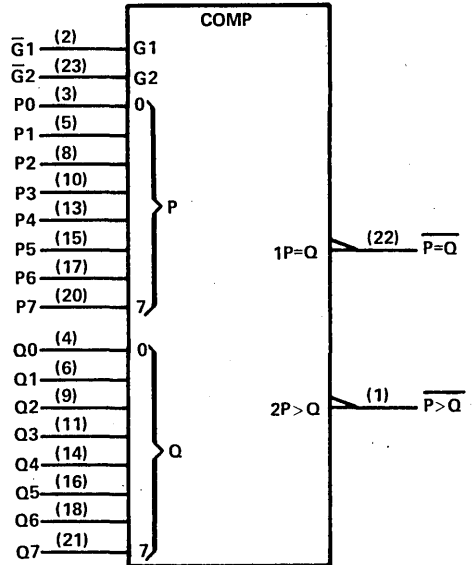 COMP
G̅1 (2) G1
G̅2 (23) G2
P0 (3) 0
P1 (5)
P2 (8)
P3 (10)
P4 (13) P
P5 (15)
P6 (17)
P7 (20) 7
1P=Q (22) P̅=̅Q̅
Q0 (4) 0
Q1 (6)
Q2 (9)
Q3 (11)
Q4 (14) Q
Q5 (16)
Q6 (18)
Q7 (21) 7
2P>Q (1) P̅>̅Q̅